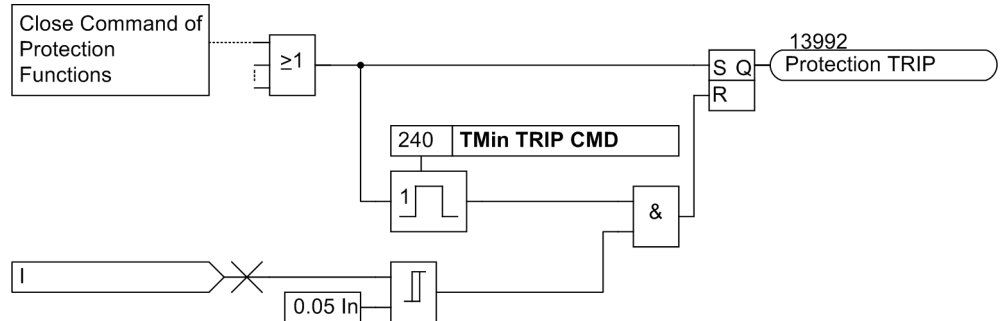 Close Command of
Protection
Functions
≥1
S Q
R
13992
Protection TRIP
240 TMin TRIP CMD
1
&
I
0.05 In